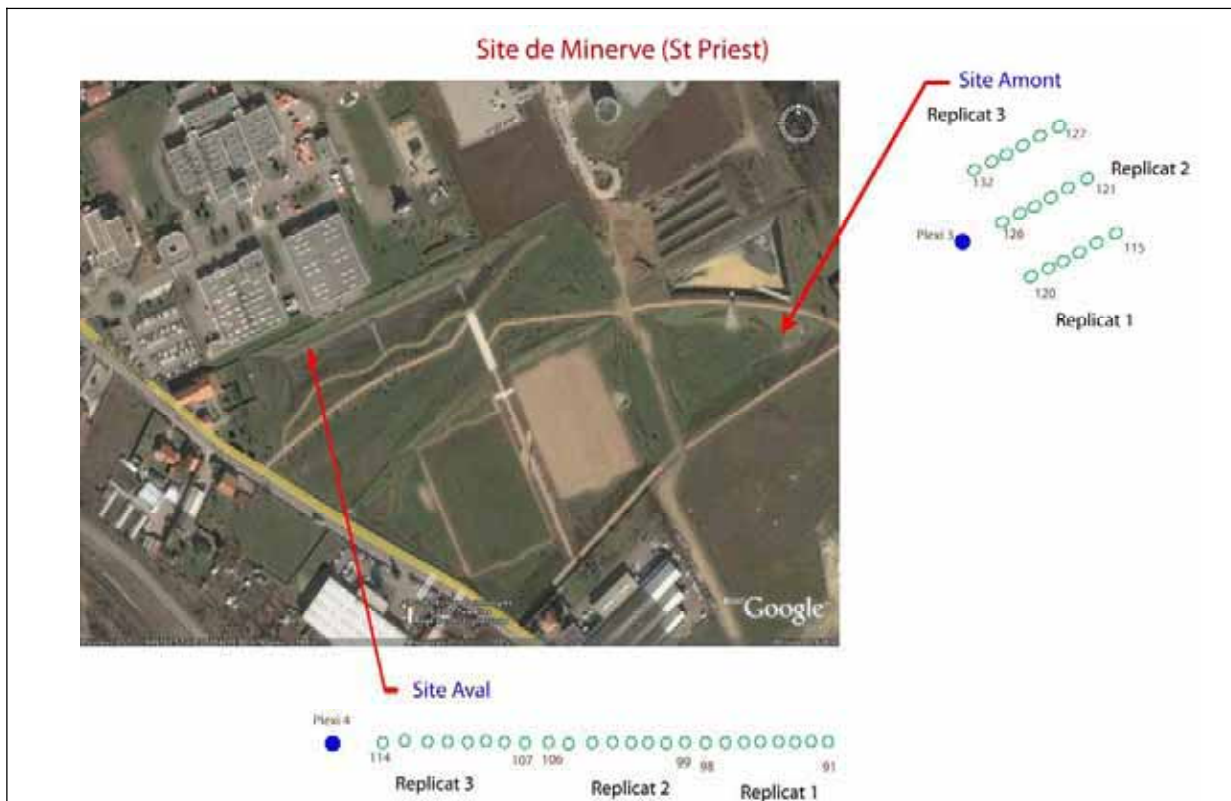 Site de Minerve (St Priest)
Site Amont
Replicat 3
127
132
Replicat 2
121
126
Plexi 3
115
120
Replicat 1
Google
Site Aval
Plexi 4
114
107
106
99
98
91
Replicat 3
Replicat 2
Replicat 1